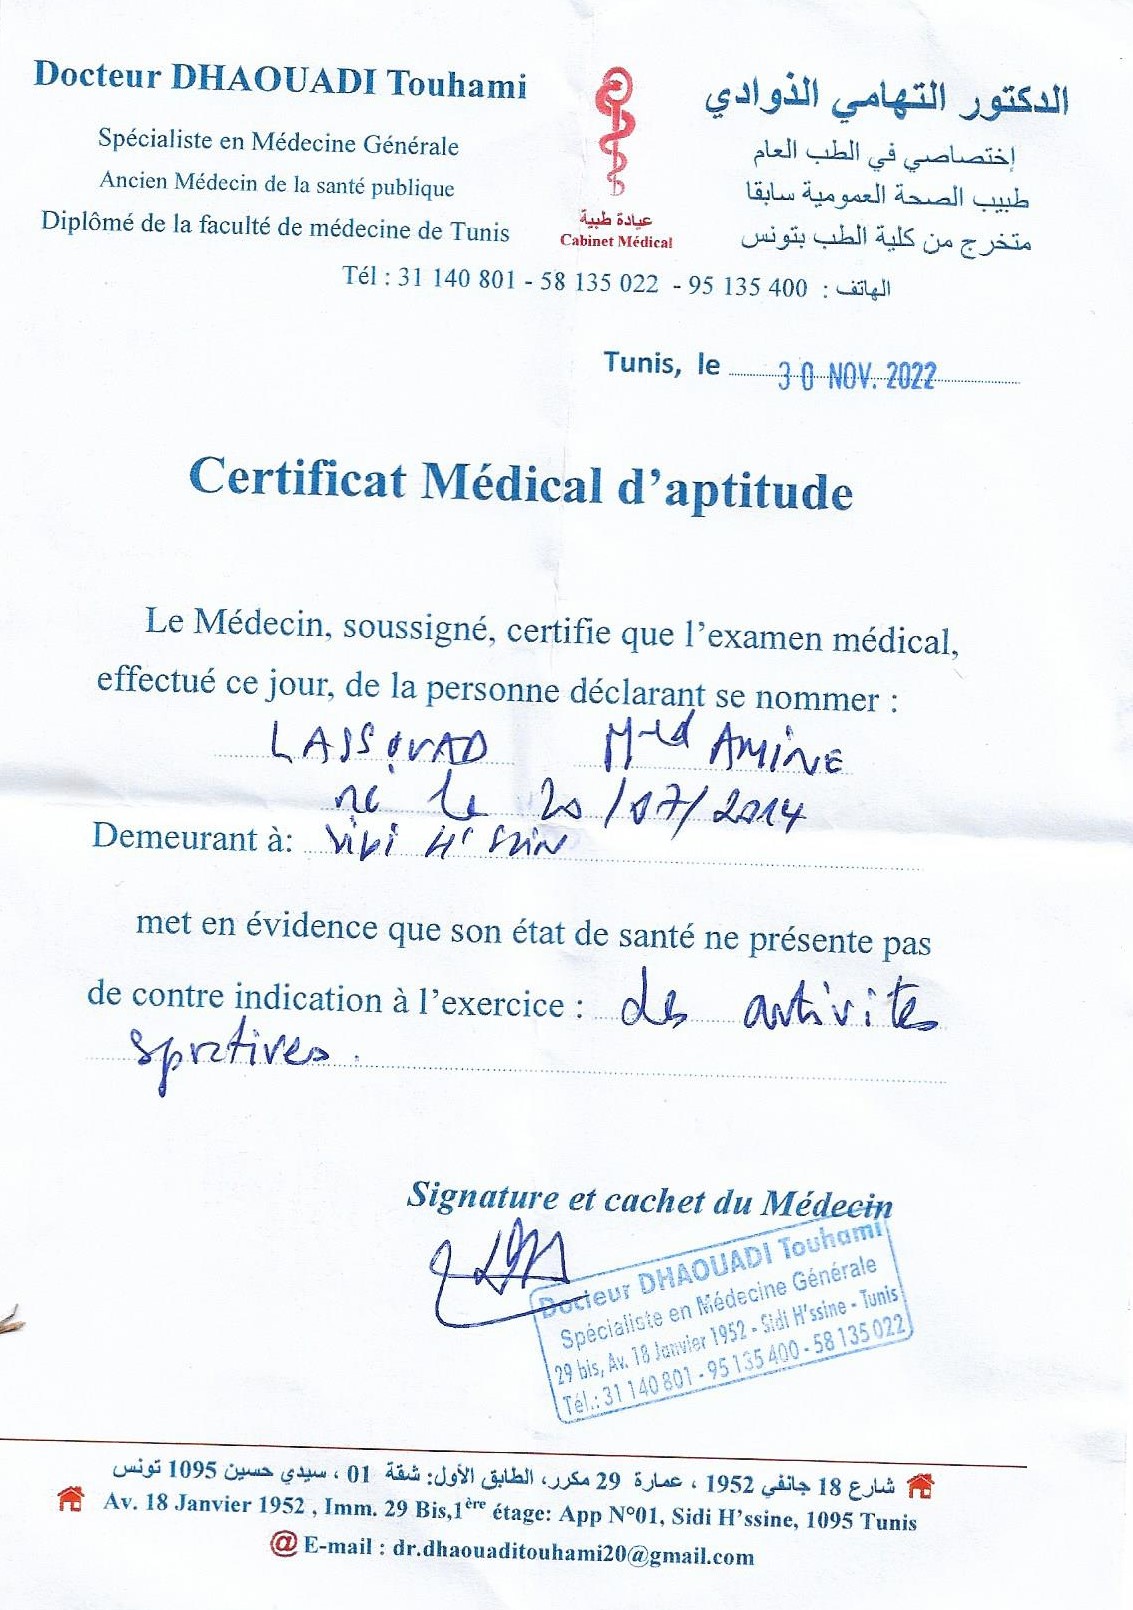 Docteur DHAOUADI Touhami
Spécialiste en Médecine Générale
Ancien Médecin de la santé publique
Diplômé de la faculté de médecine de Tunis
عيادة طبية
Cabinet Médical
الدكتور التهامي الذوادي
إختصاصي في الطب العام
طبيب الصحة العمومية سابقا
متخرج من كلية الطب بتونس
Tél : 31 140 801 - 58 135 022 - 95 135 400 : الهاتف
Tunis, le 30 NOV. 2022
Certificat Médical d'aptitude
Le Médecin, soussigné, certifie que l'examen médical,
effectué ce jour, de la personne déclarant se nommer :
LASSOUAD Med AMINE
né le 20/07/2014
Demeurant à:
met en évidence que son état de santé ne présente pas
de contre indication à l'exercice : des activités
sportives.
Signature et cachet du Médecin
Docteur DHAOUADI Touhami
Spécialiste en Médecine Générale
29 bis, Av. 18 Janvier 1952 - Sidi H'ssine - Tunis
Tél.: 31 140 801 - 95 135 400 - 58 135 022
شارع 18 جانفي 1952 ، عمارة 29 مكرر، الطابق الأول: شقة 01 ، سيدي حسين 1095 تونس
Av. 18 Janvier 1952 , Imm. 29 Bis,1ère étage: App N°01, Sidi H'ssine, 1095 Tunis
@ E-mail : dr.dhaouaditouhami20@gmail.com